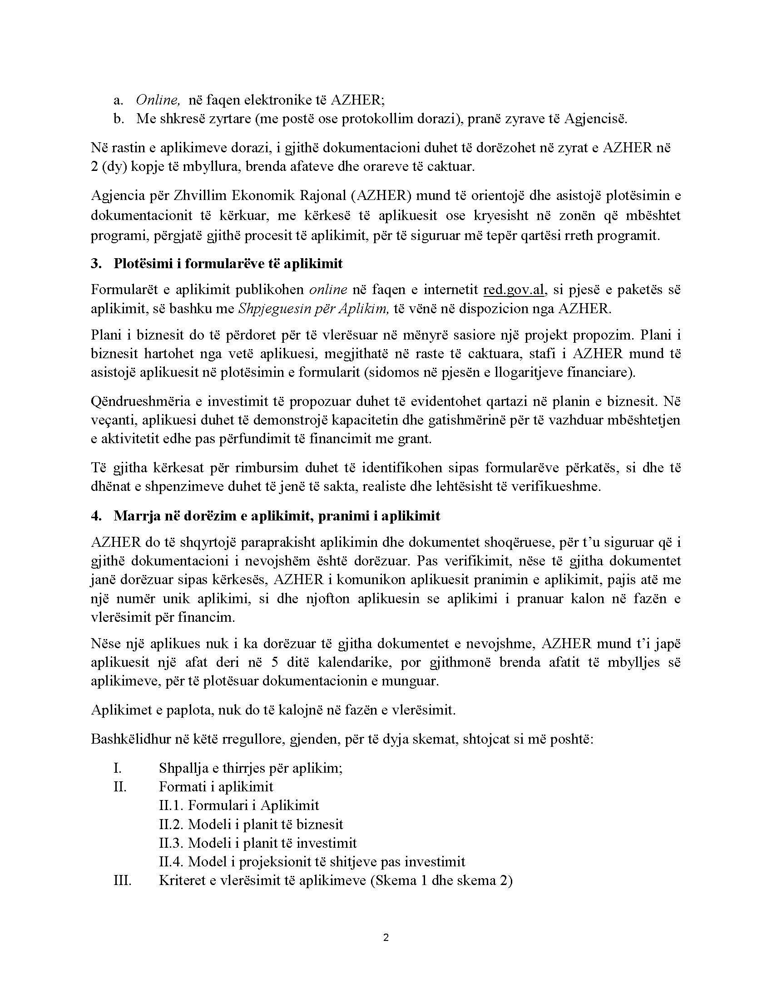 a. Online, në faqen elektronike të AZHER;
b. Me shkresë zyrtare (me postë ose protokollim dorazi), pranë zyrave të Agjencisë.
Në rastin e aplikimeve dorazi, i gjithë dokumentacioni duhet të dorëzohet në zyrat e AZHER në
2 (dy) kopje të mbyllura, brenda afateve dhe orareve të caktuar.
Agjencia për Zhvillim Ekonomik Rajonal (AZHER) mund të orientojë dhe asistojë plotësimin e
dokumentacionit të kërkuar, me kërkesë të aplikuesit ose kryesisht në zonën që mbështet
programi, përgjatë gjithë procesit të aplikimit, për të siguruar më tepër qartësi rreth programit.
3. Plotësimi i formularëve të aplikimit
Formularët e aplikimit publikohen online në faqen e internetit red.gov.al, si pjesë e paketës së
aplikimit, së bashku me Shpjeguesin për Aplikim, të vënë në dispozicion nga AZHER.
Plani i biznesit do të përdoret për të vlerësuar në mënyrë sasiore një projekt propozim. Plani i
biznesit hartohet nga vetë aplikuesi, megjithatë në raste të caktuara, stafi i AZHER mund të
asistojë aplikuesit në plotësimin e formularit (sidomos në pjesën e llogaritjeve financiare).
Qëndrueshmëria e investimit të propozuar duhet të evidentohet qartazi në planin e biznesit. Në
veçanti, aplikuesi duhet të demonstrojë kapacitetin dhe gatishmërinë për të vazhduar mbështetjen
e aktivitetit edhe pas përfundimit të financimit me grant.
Të gjitha kërkesat për rimbursim duhet të identifikohen sipas formularëve përkatës, si dhe të
dhënat e shpenzimeve duhet të jenë të sakta, realiste dhe lehtësisht të verifikueshme.
4. Marrja në dorëzim e aplikimit, pranimi i aplikimit
AZHER do të shqyrtojë paraprakisht aplikimin dhe dokumentet shoqëruese, për t’u siguruar që i
gjithë dokumentacioni i nevojshëm është dorëzuar. Pas verifikimit, nëse të gjitha dokumentet
janë dorëzuar sipas kërkesës, AZHER i komunikon aplikuesit pranimin e aplikimit, pajis atë me
një numër unik aplikimi, si dhe njofton aplikuesin se aplikimi i pranuar kalon në fazën e
vlerësimit për financim.
Nëse një aplikues nuk i ka dorëzuar të gjitha dokumentet e nevojshme, AZHER mund t’i japë
aplikuesit një afat deri në 5 ditë kalendarike, por gjithmonë brenda afatit të mbylljes së
aplikimeve, për të plotësuar dokumentacionin e munguar.
Aplikimet e paplota, nuk do të kalojnë në fazën e vlerësimit.
Bashkëlidhur në këtë rregullore, gjenden, për të dyja skemat, shtojcat si më poshtë:
I. Shpallja e thirrjes për aplikim;
II. Formati i aplikimit
II.1. Formulari i Aplikimit
II.2. Modeli i planit të biznesit
II.3. Modeli i planit të investimit
II.4. Model i projeksionit të shitjeve pas investimit
III. Kriteret e vlerësimit të aplikimeve (Skema 1 dhe skema 2)
2